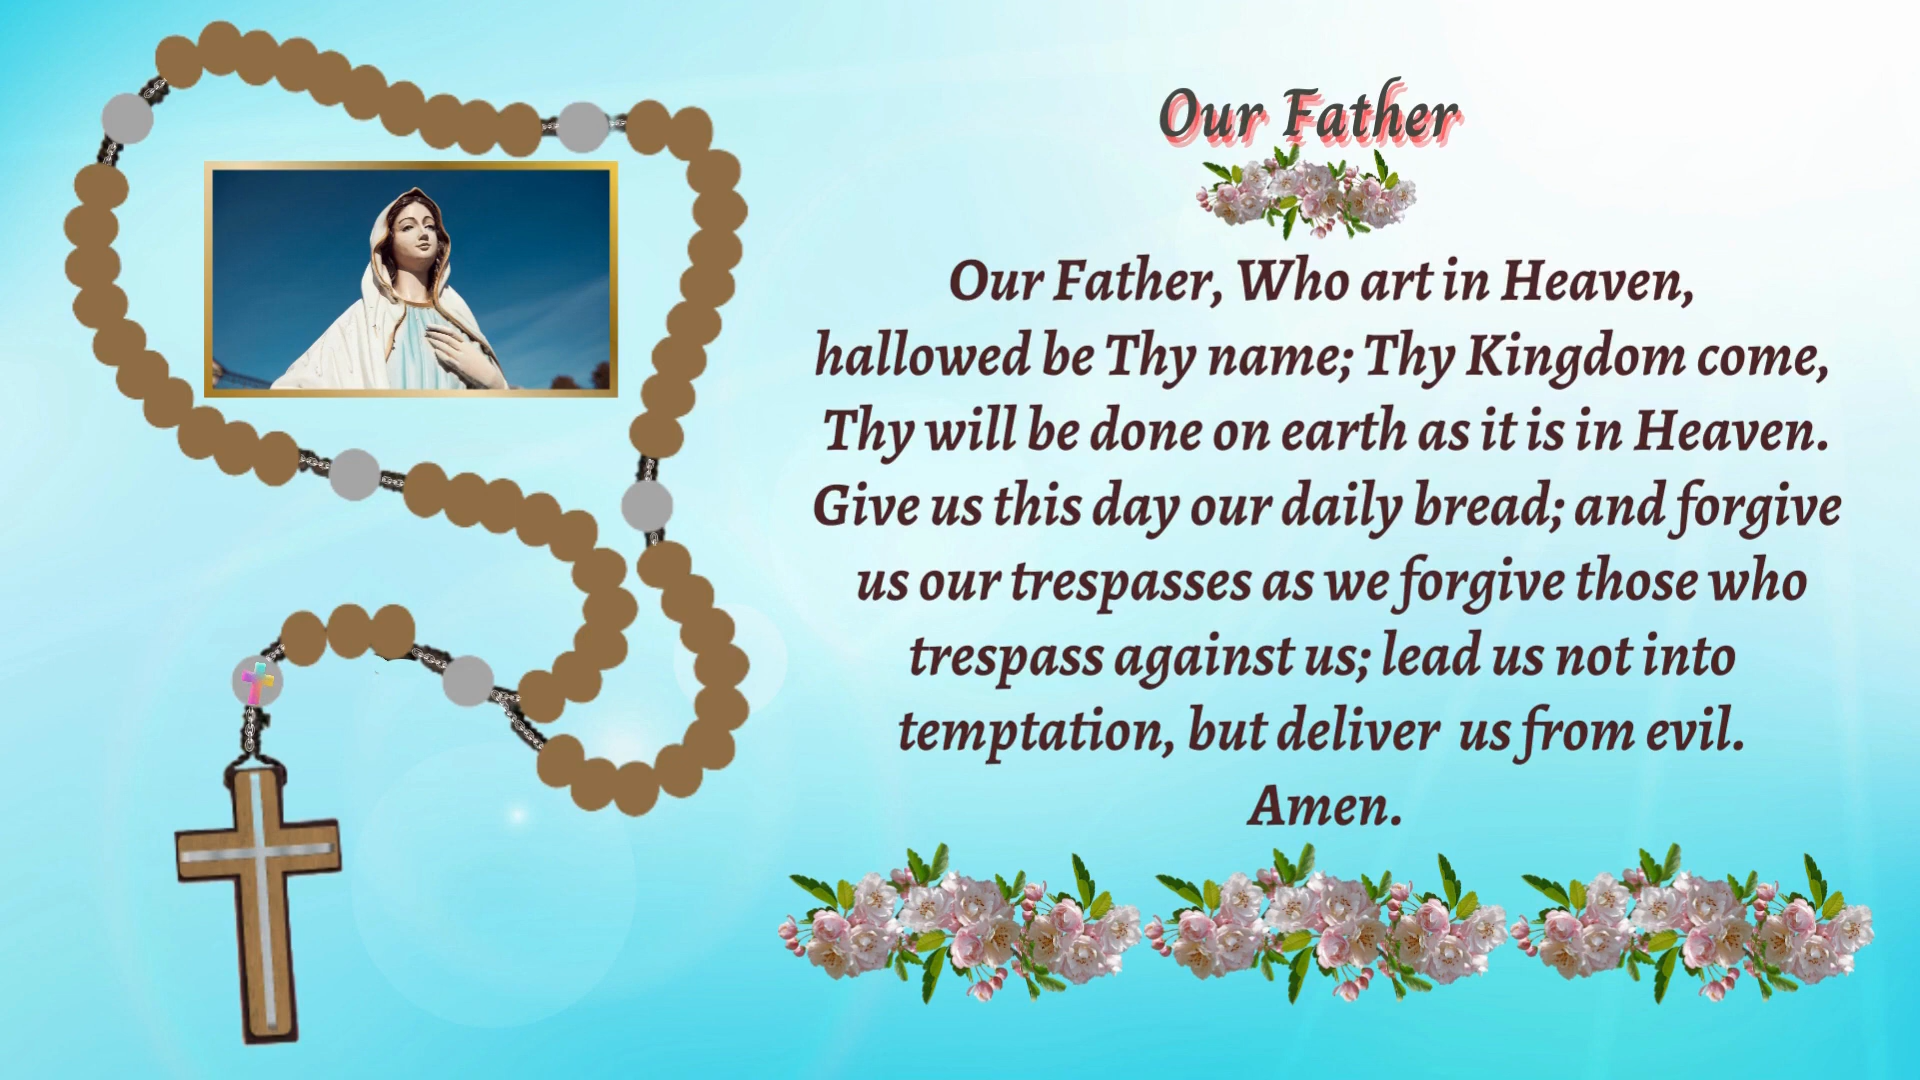 Our Father
Our Father, Who art in Heaven,
hallowed be Thy name; Thy Kingdom come,
Thy will be done on earth as it is in Heaven.
Give us this day our daily bread; and forgive
us our trespasses as we forgive those who
trespass against us; lead us not into
temptation, but deliver  us from evil.
Amen.